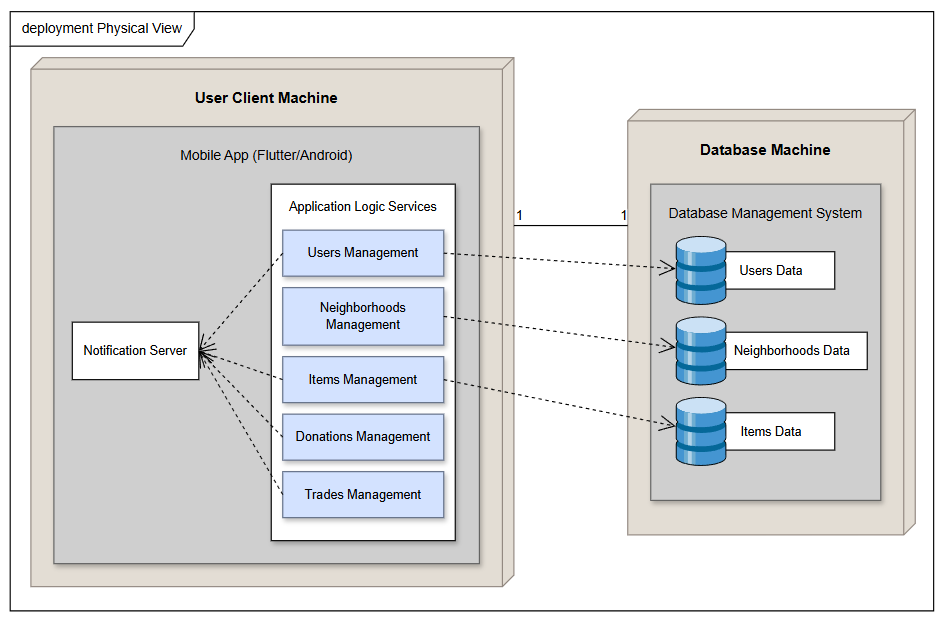 deployment Physical View
User Client Machine
Mobile App (Flutter/Android)
Application Logic Services
Users Management
Neighborhoods
Management
Items Management
Donations Management
Trades Management
Notification Server
1
1
Database Machine
Database Management System
Users Data
Neighborhoods Data
Items Data